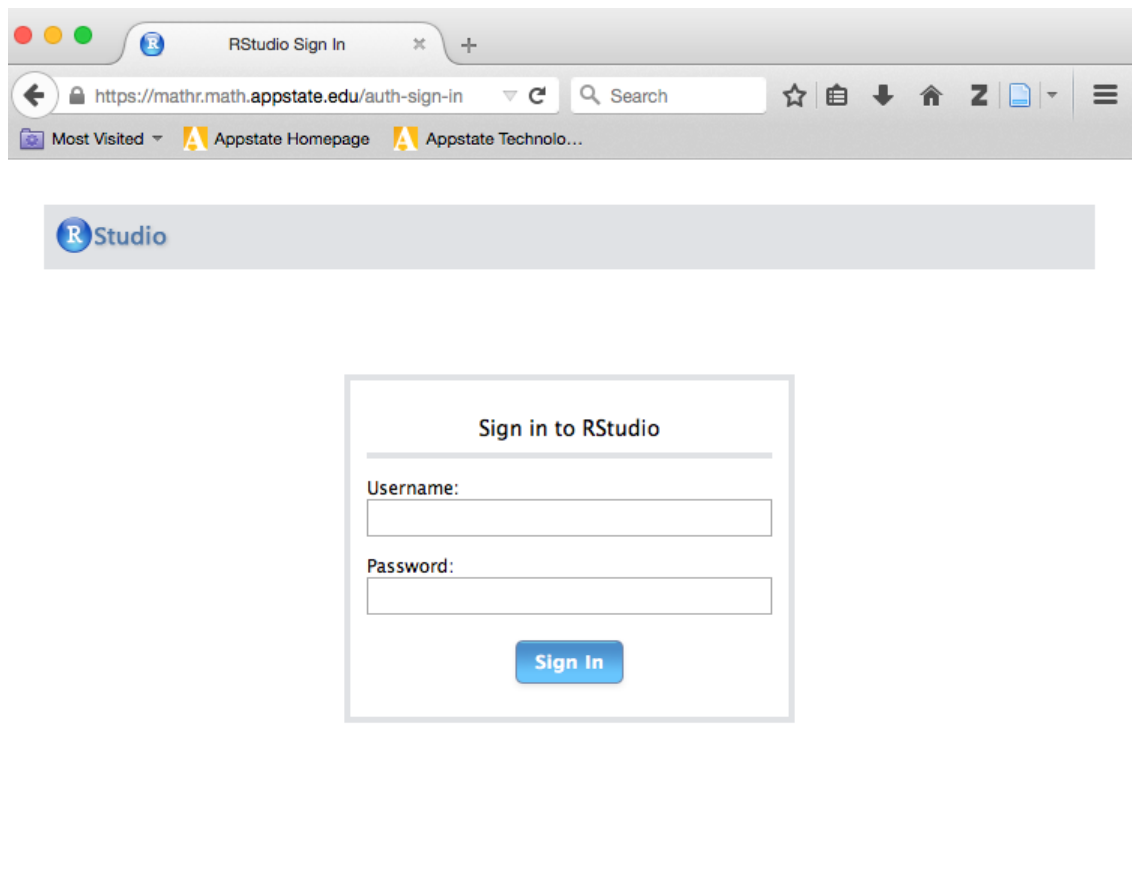 R RStudio Sign In
https://mathr.math.appstate.edu/auth-sign-in Search Z
Most Visited Appstate Homepage Appstate Technolo...
R Studio
Sign in to RStudio
Username:
Password:
Sign In